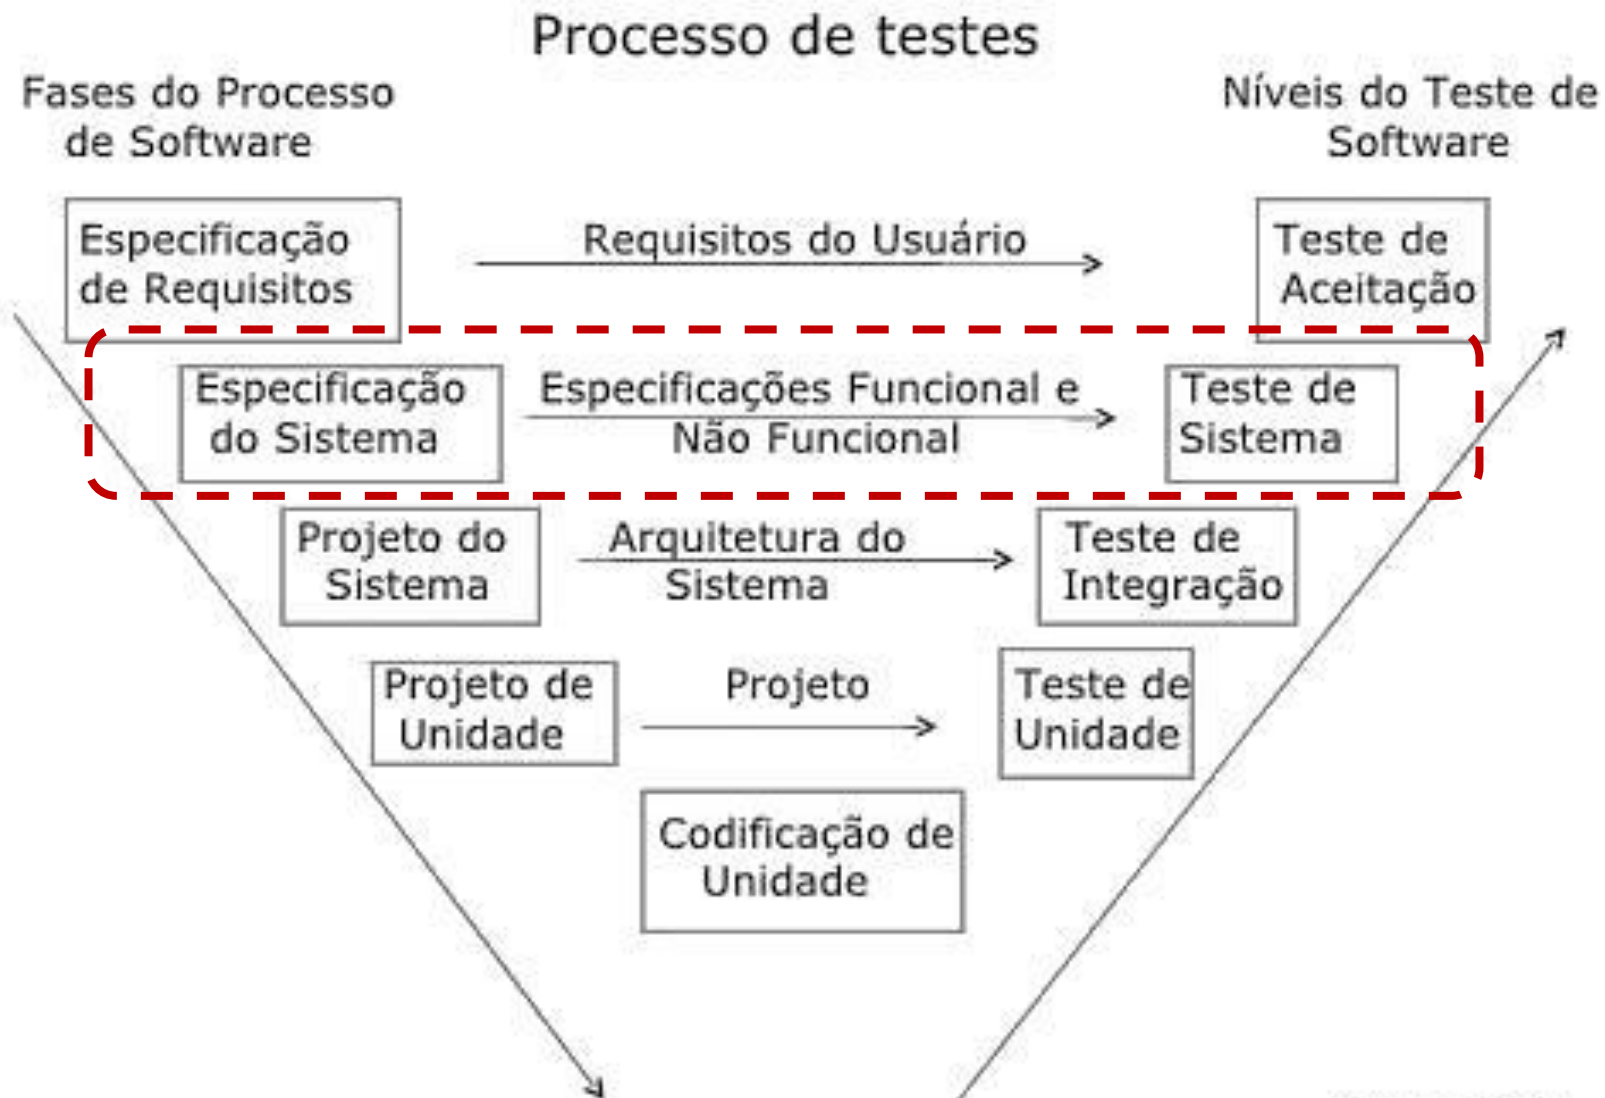 Processo de testes
Fases do Processo
de Software
Níveis do Teste de
Software
Especificação
de Requisitos
Requisitos do Usuário
Teste de
Aceitação
Especificação
do Sistema
Especificações Funcional e
Não Funcional
Teste de
Sistema
Projeto do
Sistema
Arquitetura do
Sistema
Teste de
Integração
Projeto de
Unidade
Projeto
Teste de
Unidade
Codificação de
Unidade